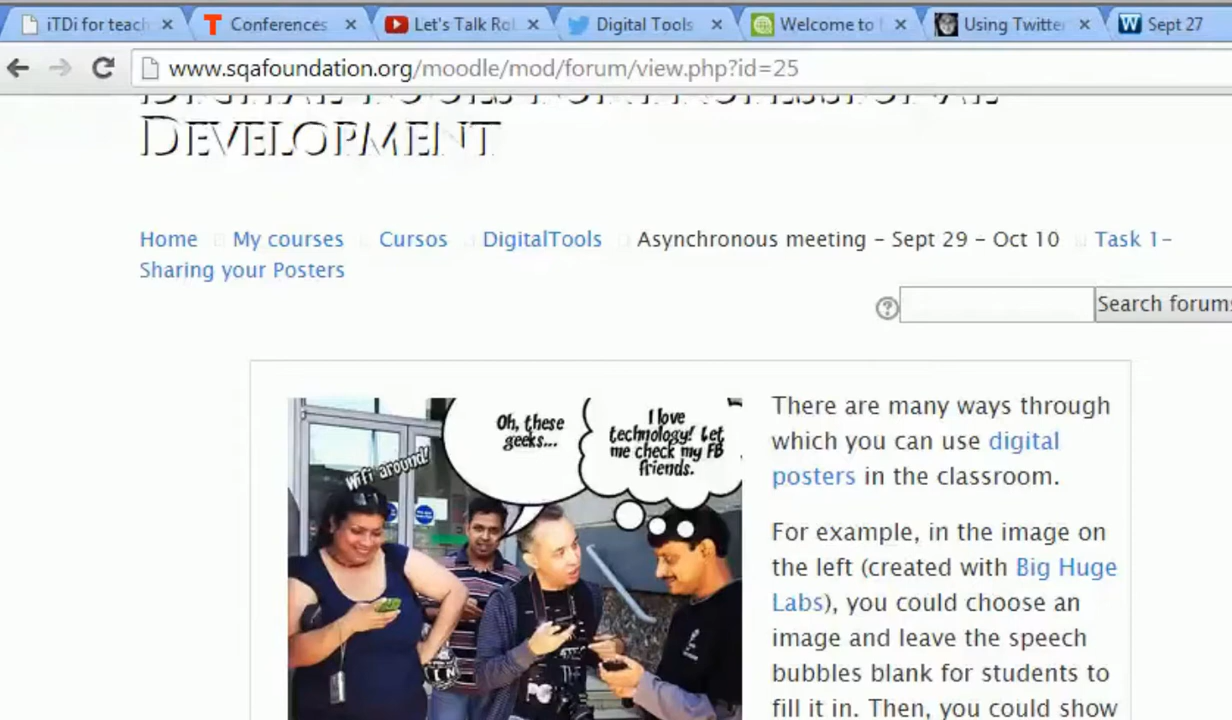 iTDi for teach
Conferences
Let's Talk Rol
Digital Tools
Welcome to
Using Twitter
Sept 27
www.sqafoundation.org/moodle/mod/forum/view.php?id=25
DIGITAL TOOLS FOR PROFESSIONAL
DEVELOPMENT
Home My courses Cursos DigitalTools Asynchronous meeting - Sept 29 - Oct 10 Task 1-
Sharing your Posters
Search forums
Wifi around!
Oh, these
geeks...
I love
technology! Let
me check my FB
friends.
There are many ways through
which you can use digital
posters in the classroom.
For example, in the image on
the left (created with Big Huge
Labs), you could choose an
image and leave the speech
bubbles blank for students to
fill it in. Then, you could show